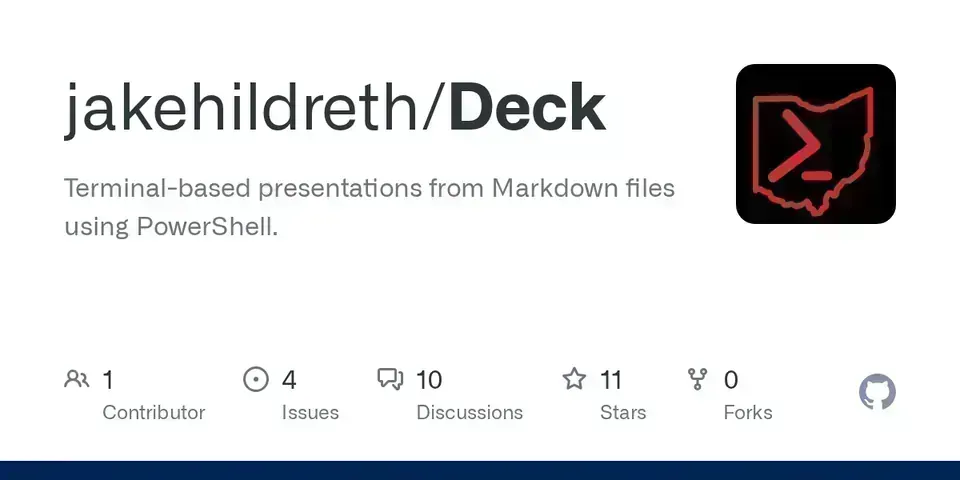 jakehildreth/Deck
Terminal-based presentations from Markdown files
using PowerShell.
1
Contributor
4
Issues
10
Discussions
11
Stars
0
Forks